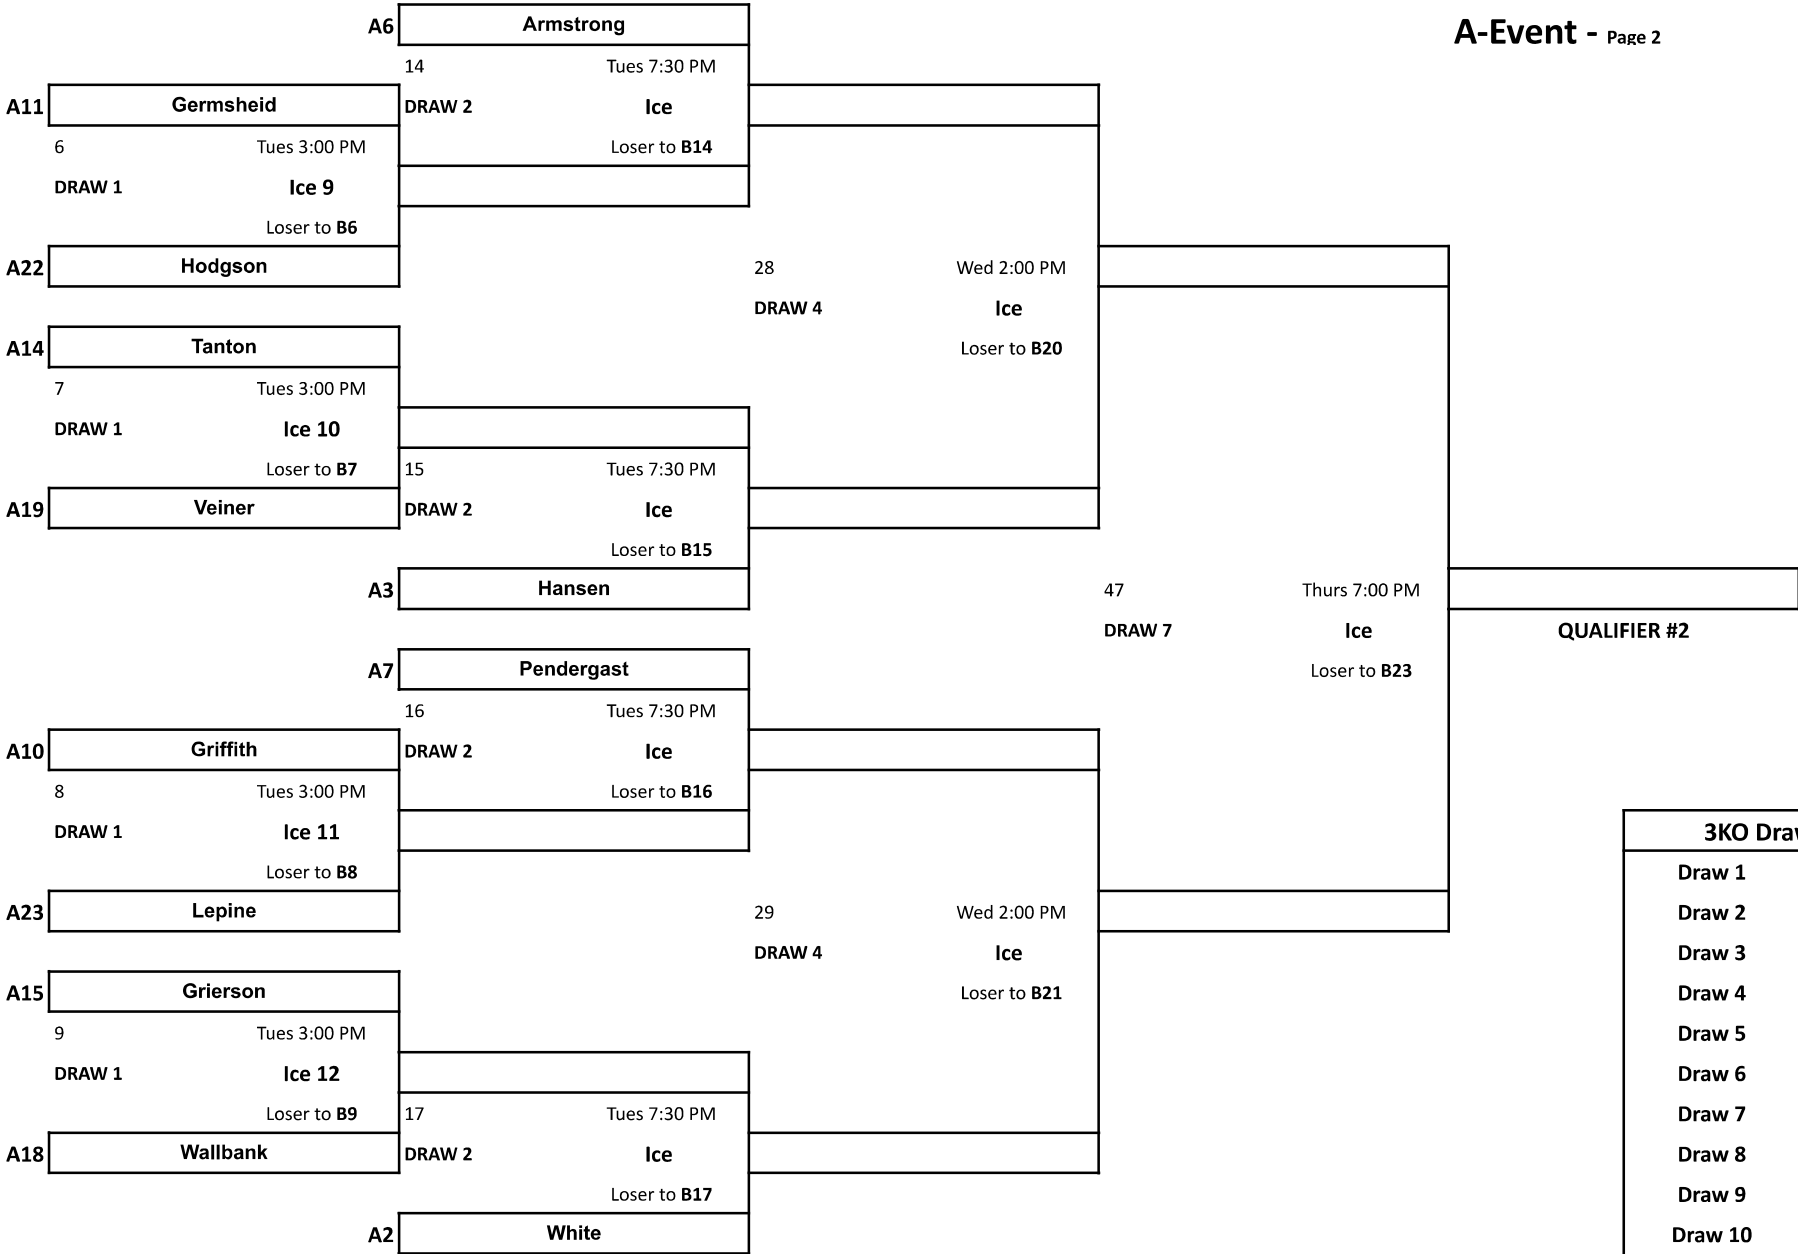 A6 Armstrong
A-Event - Page 2
14 Tues 7:30 PM
A11 Germsheid DRAW 2 Ice
6 Tues 3:00 PM Loser to B14
DRAW 1 Ice 9
Loser to B6
A22 Hodgson 28 Wed 2:00 PM
DRAW 4 Ice
A14 Tanton Loser to B20
7 Tues 3:00 PM
DRAW 1 Ice 10
Loser to B7 15 Tues 7:30 PM
A19 Veiner DRAW 2 Ice
Loser to B15
A3 Hansen 47 Thurs 7:00 PM
DRAW 7 Ice QUALIFIER #2
A7 Pendergast Loser to B23
16 Tues 7:30 PM
A10 Griffith DRAW 2 Ice
8 Tues 3:00 PM Loser to B16
DRAW 1 Ice 11 3KO
Loser to B8 Draw 1
A23 Lepine 29 Wed 2:00 PM Draw 2
DRAW 4 Ice Draw 3
A15 Grierson Loser to B21 Draw 4
9 Tues 3:00 PM Draw 5
DRAW 1 Ice 12 Draw 6
Loser to B9 17 Tues 7:30 PM Draw 7
A18 Wallbank DRAW 2 Ice Draw 8
Loser to B17 Draw 9
A2 White Draw 10